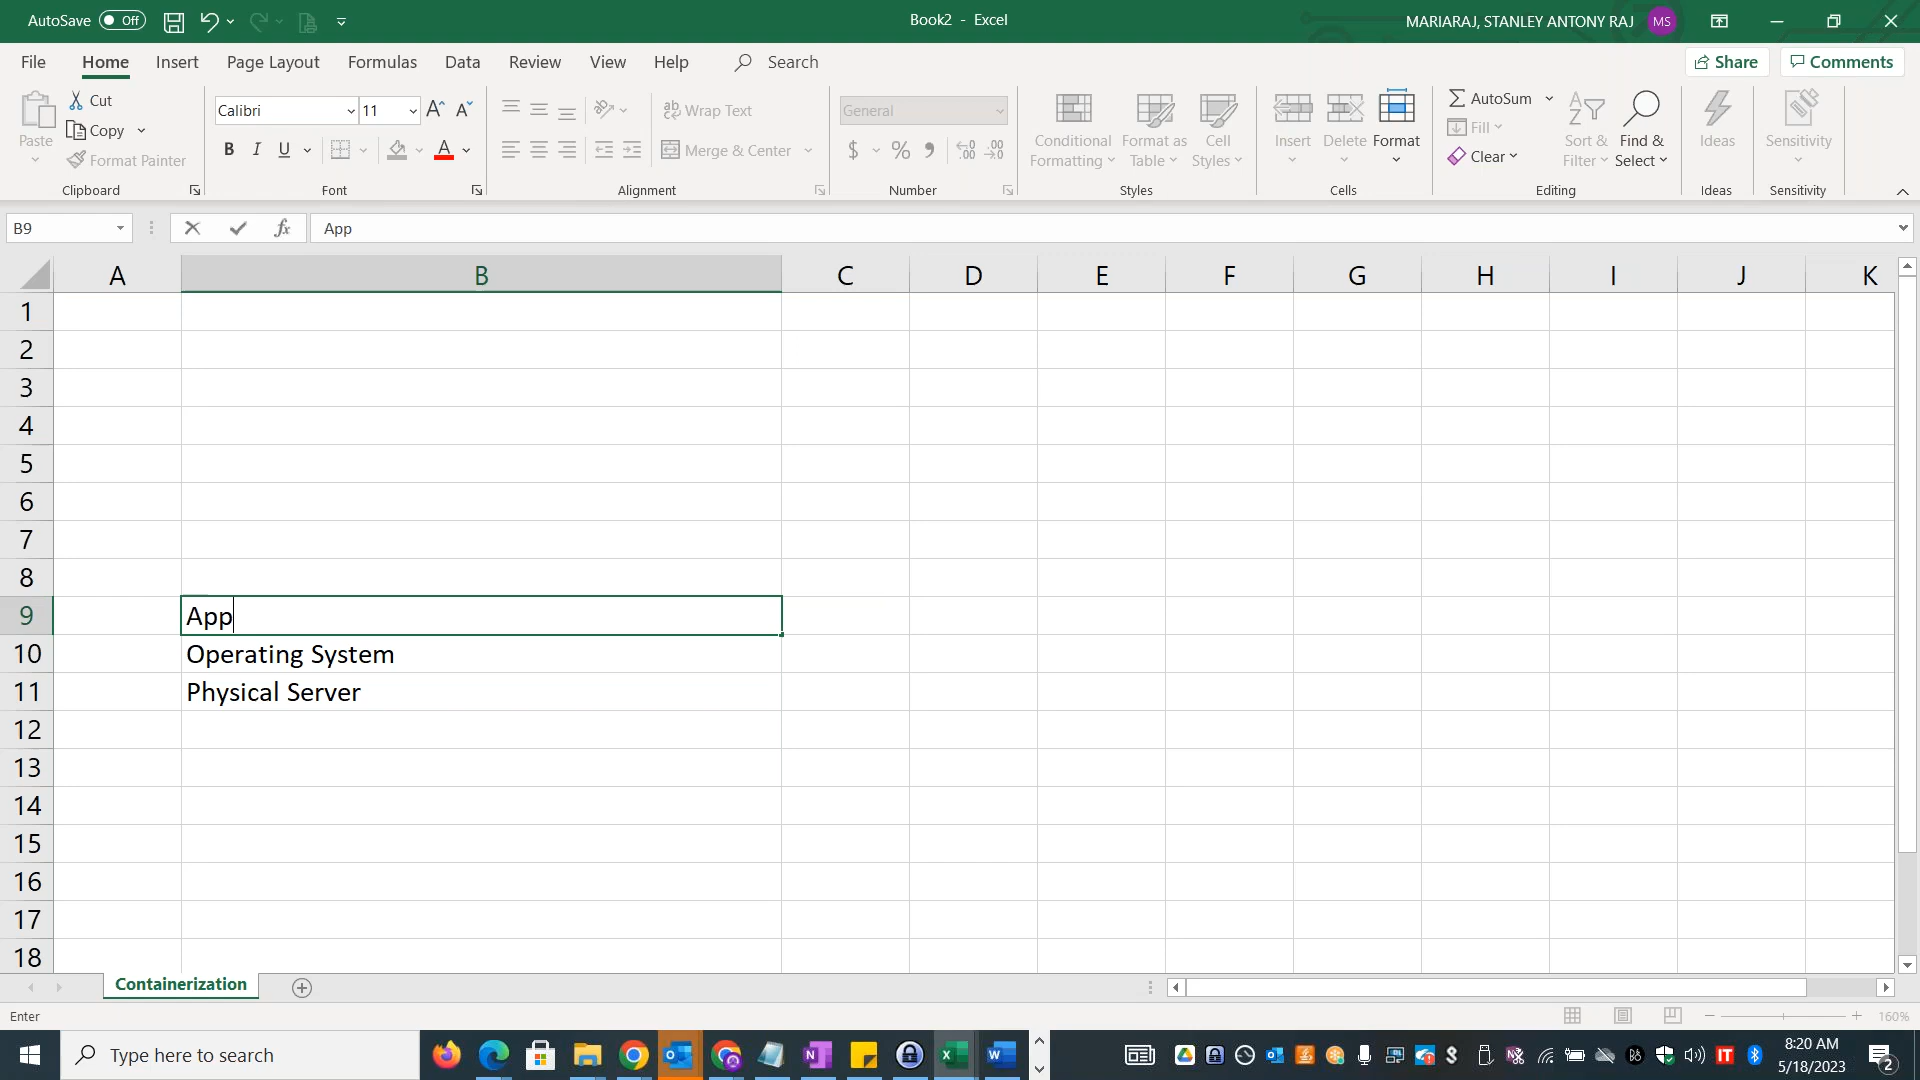 AutoSave Off
Book2 - Excel
MARIARAJ, STANLEY ANTONY RAJ MS
File Home Insert Page Layout Formulas Data Review View Help Search
Share Comments
Paste
Cut
Copy
Format Painter
Clipboard
Calibri 11
B I U A
Font
Wrap Text
Merge & Center
Alignment
General
$ % 9
Number
Conditional Formatting
Format as Table
Cell Styles
Styles
Insert Delete Format
Cells
AutoSum
Fill
Clear
Sort & Filter
Find & Select
Editing
Ideas
Ideas
Sensitivity
Sensitivity
B9 fx App
A B C D E F G H I J K
1
2
3
4
5
6
7
8
9 App
10 Operating System
11 Physical Server
12
13
14
15
16
17
18
Containerization
Enter
160%
Type here to search
8:20 AM
5/18/2023
2